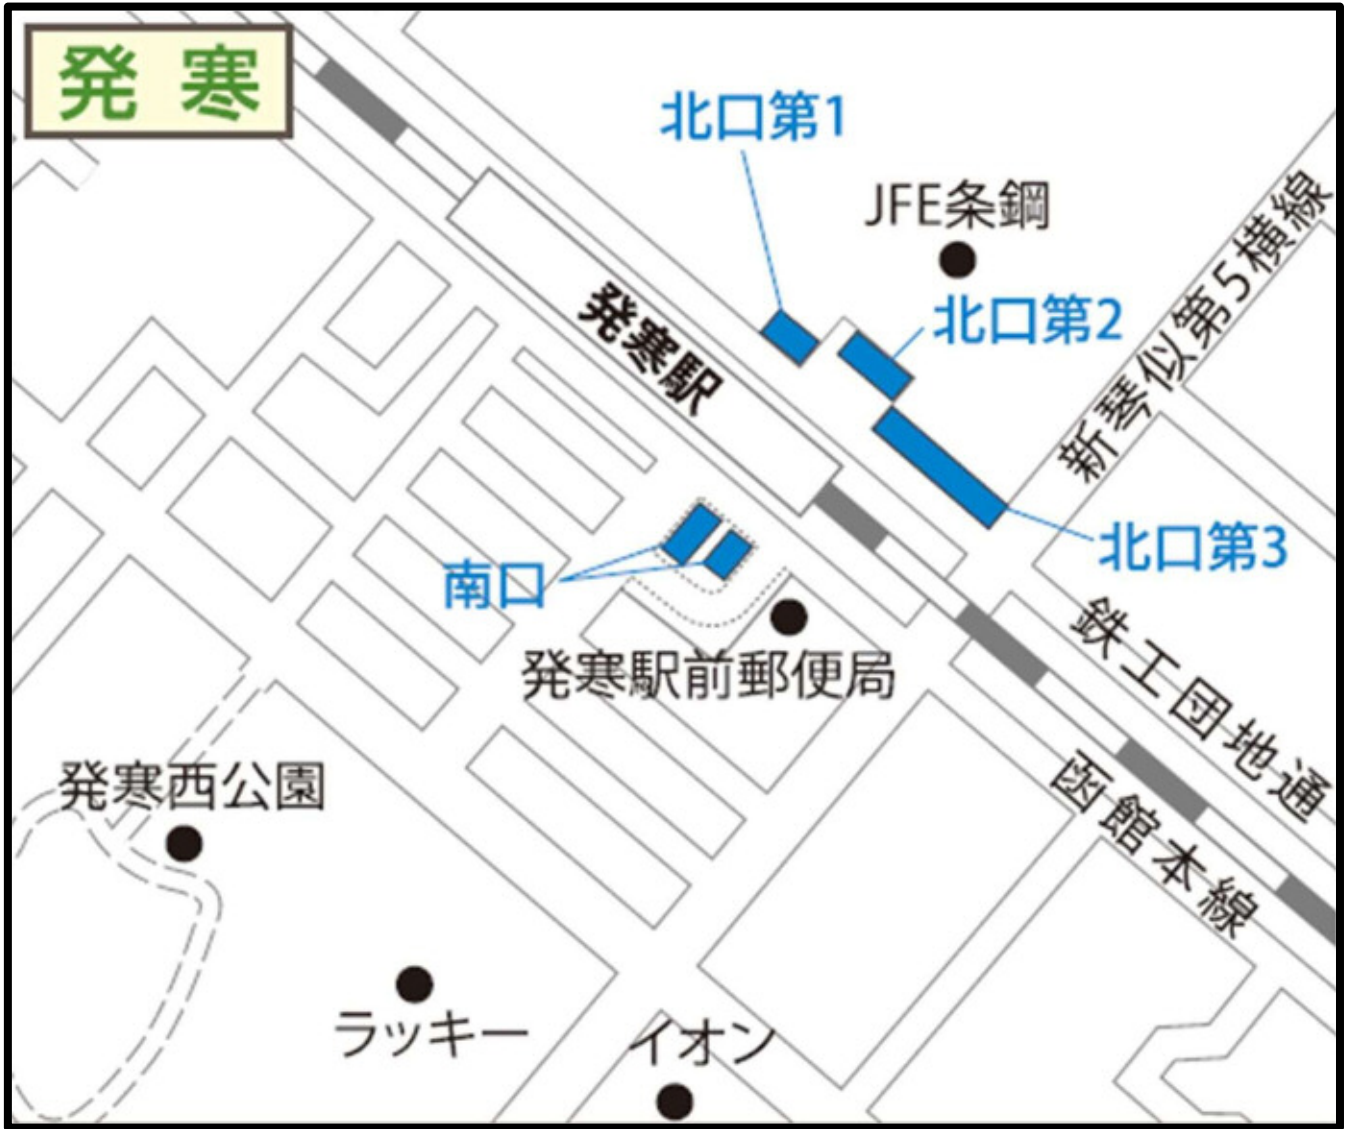 発寒
北口第1
JFE条鋼
北口第2
新琴似第5横線
発寒駅
北口第3
南口
発寒駅前郵便局
鉄工団地通
函館本線
発寒西公園
ラッキー
イオン